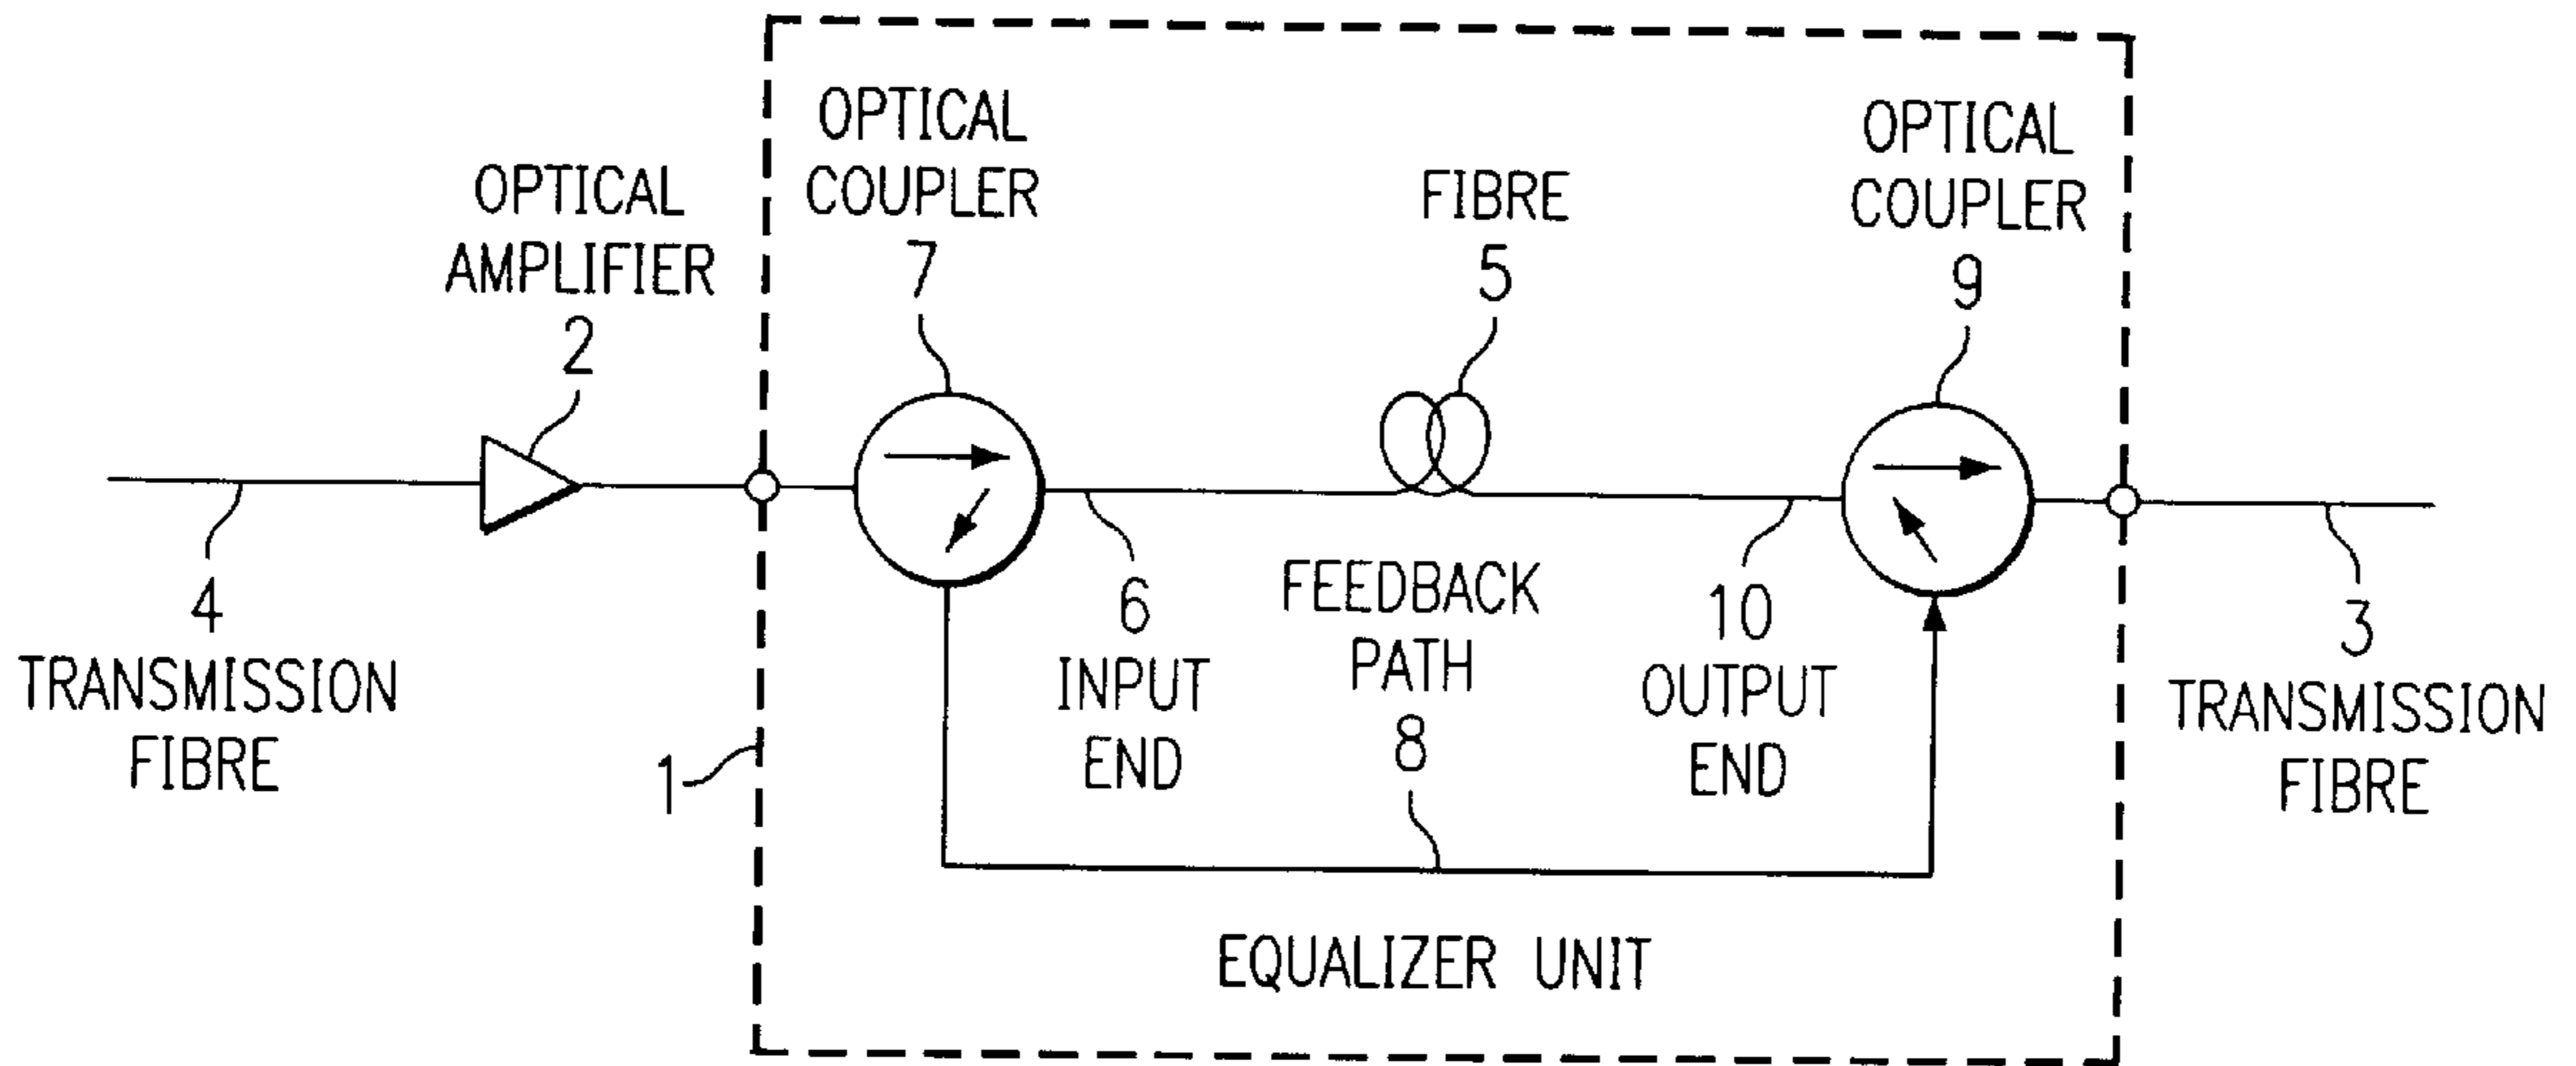 OPTICAL
AMPLIFIER
2
OPTICAL
COUPLER
7
FIBRE
5
OPTICAL
COUPLER
9
4
TRANSMISSION
FIBRE
1
6
INPUT
END
FEEDBACK
PATH
8
10
OUTPUT
END
3
TRANSMISSION
FIBRE
EQUALIZER UNIT